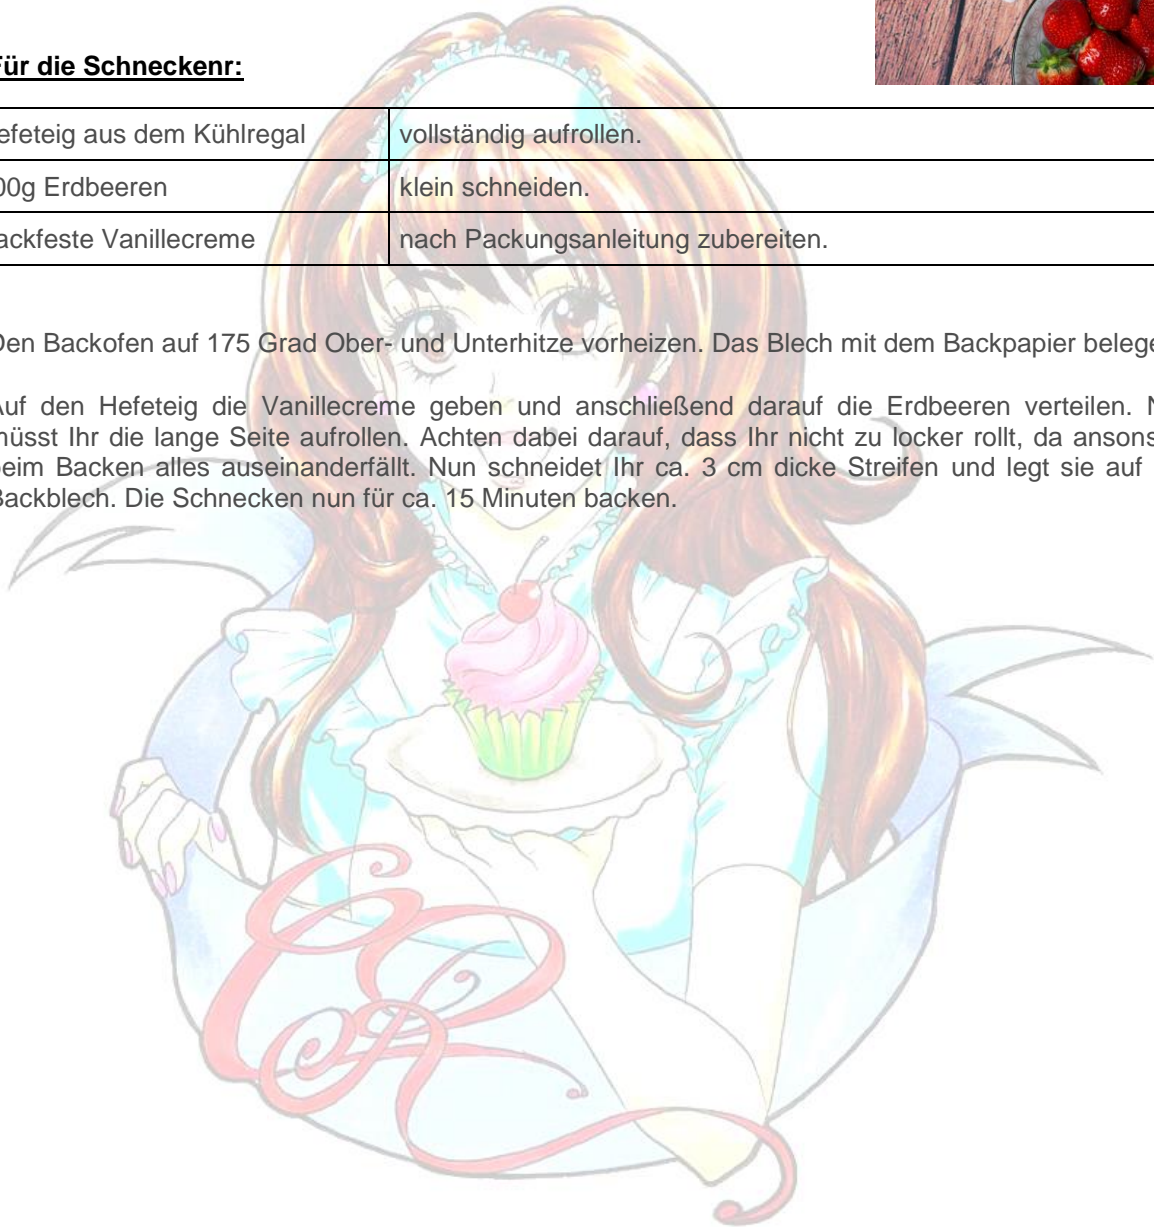 ür die Schneckenr:
efeteig aus dem Kühlregal vollständig aufrollen.
00g Erdbeeren klein schneiden.
ackfeste Vanillecreme nach Packungsanleitung zubereiten.
Den Backofen auf 175 Grad Ober- und Unterhitze vorheizen. Das Blech mit dem Backpapier belege
Auf den Hefeteig die Vanillecreme geben und anschließend darauf die Erdbeeren verteilen. N
müsst Ihr die lange Seite aufrollen. Achten dabei darauf, dass Ihr nicht zu locker rollt, da ansons
beim Backen alles auseinanderfällt. Nun schneidet Ihr ca. 3 cm dicke Streifen und legt sie auf
Backblech. Die Schnecken nun für ca. 15 Minuten backen.